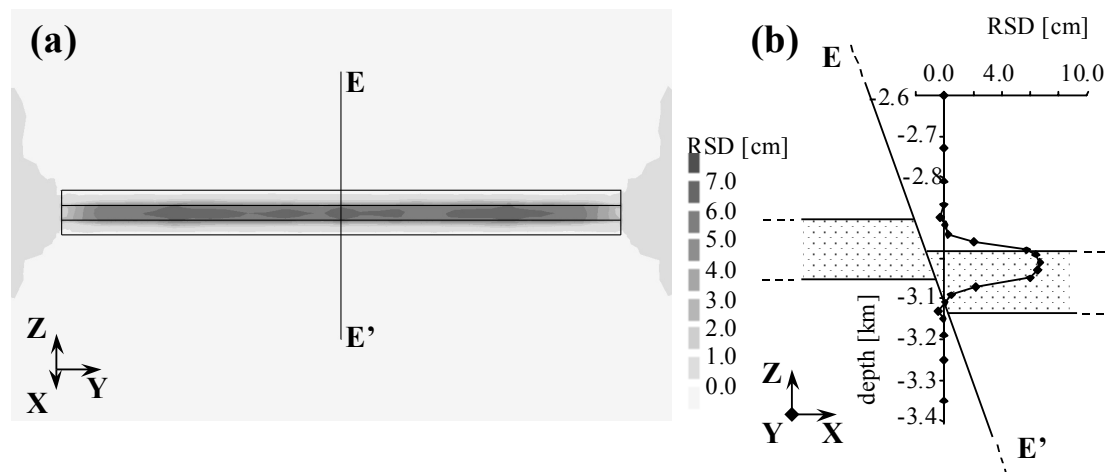 (a)
E
E’
Z
X
Y
RSD [cm]
7.0
6.0
5.0
4.0
3.0
2.0
1.0
0.0
(b)
RSD [cm]
E
0.0 4.0 10.0
-2.6
-2.7
-2.8
-3.1
-3.2
-3.3
-3.4
depth [km]
Z
Y X
E’